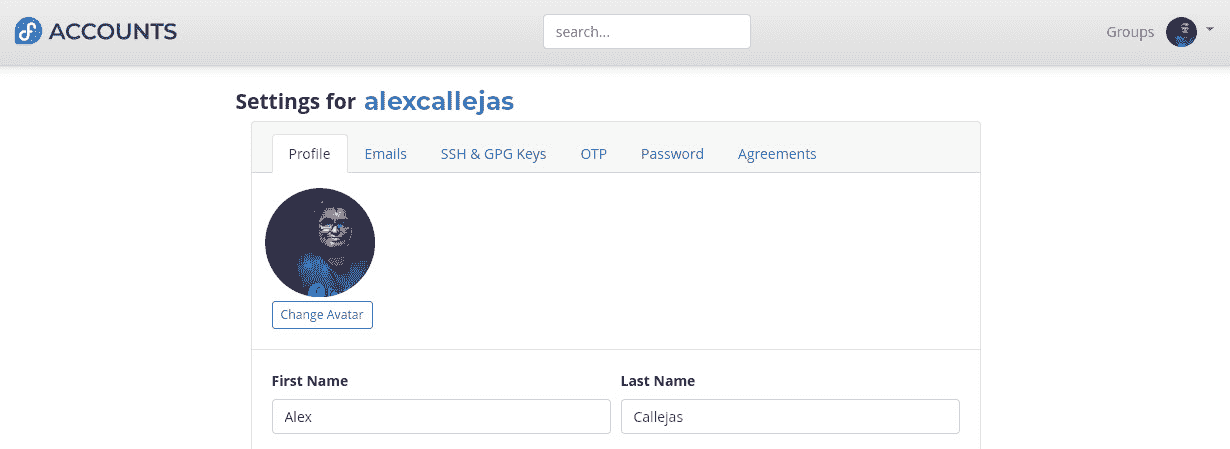 ACCOUNTS
search...
Groups
Settings for alexcallejas
Profile Emails SSH & GPG Keys OTP Password Agreements
Change Avatar
First Name Last Name
Alex Callejas